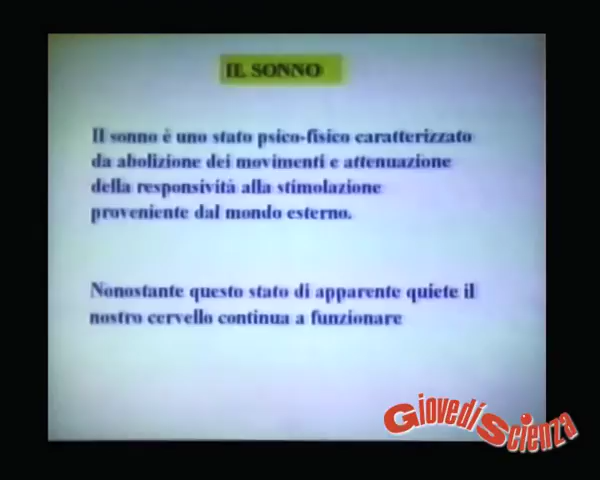 IL SONNO
Il sonno è uno stato psico-fisico caratterizzato
da abolizione dei movimenti e attenuazione
della responsività alla stimolazione
proveniente dal mondo esterno.
Nonostante questo stato di apparente quiete il
nostro cervello continua a funzionare
GiovedìScienza